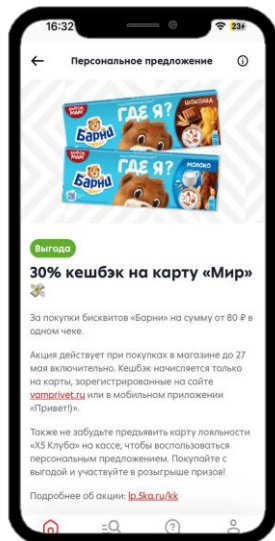 16:32
23
Персональное предложение
ГДЕ Я?
ШОКОЛАД
Барни
ГДЕ Я?
МОЛОКО
Барни
Выгода
30% кешбэк на карту «Мир»
За покупки бисквитов «Барни» на сумму от 80 ₽ в
одном чеке.
Акция действует при покупках в магазине до 27
мая включительно. Кешбэк начисляется только
на карты, зарегистрированные на сайте
vamprivet.ru или в мобильном приложении
«Привет!)».
Также не забудьте предъявить карту лояльности
«X5 Клуба» на кассе, чтобы воспользоваться
персональным предложением. Покупайте с
выгодой и участвуйте в розыгрыше призов!
Подробнее об акции: lp.5ka.ru/kk